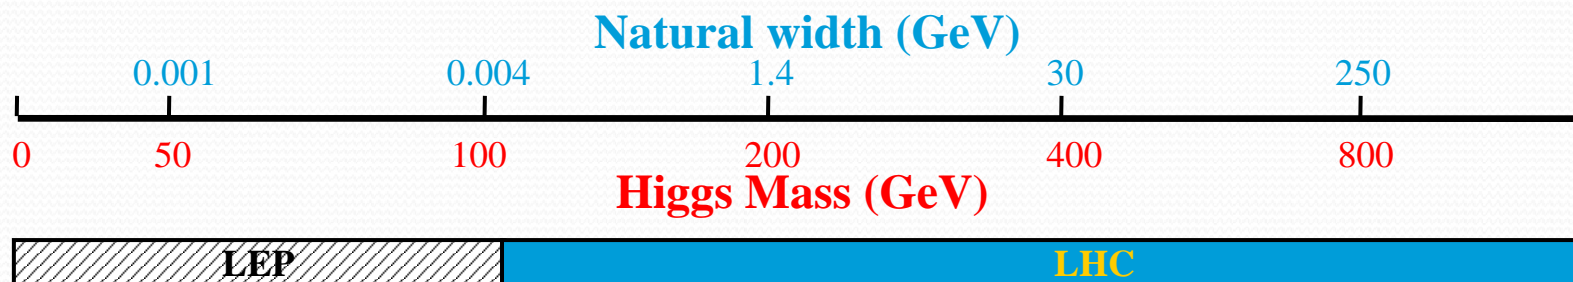 Natural width (GeV)
0.001 0.004 1.4 30 250
0 50 100 200 400 800
Higgs Mass (GeV)
LEP LHC